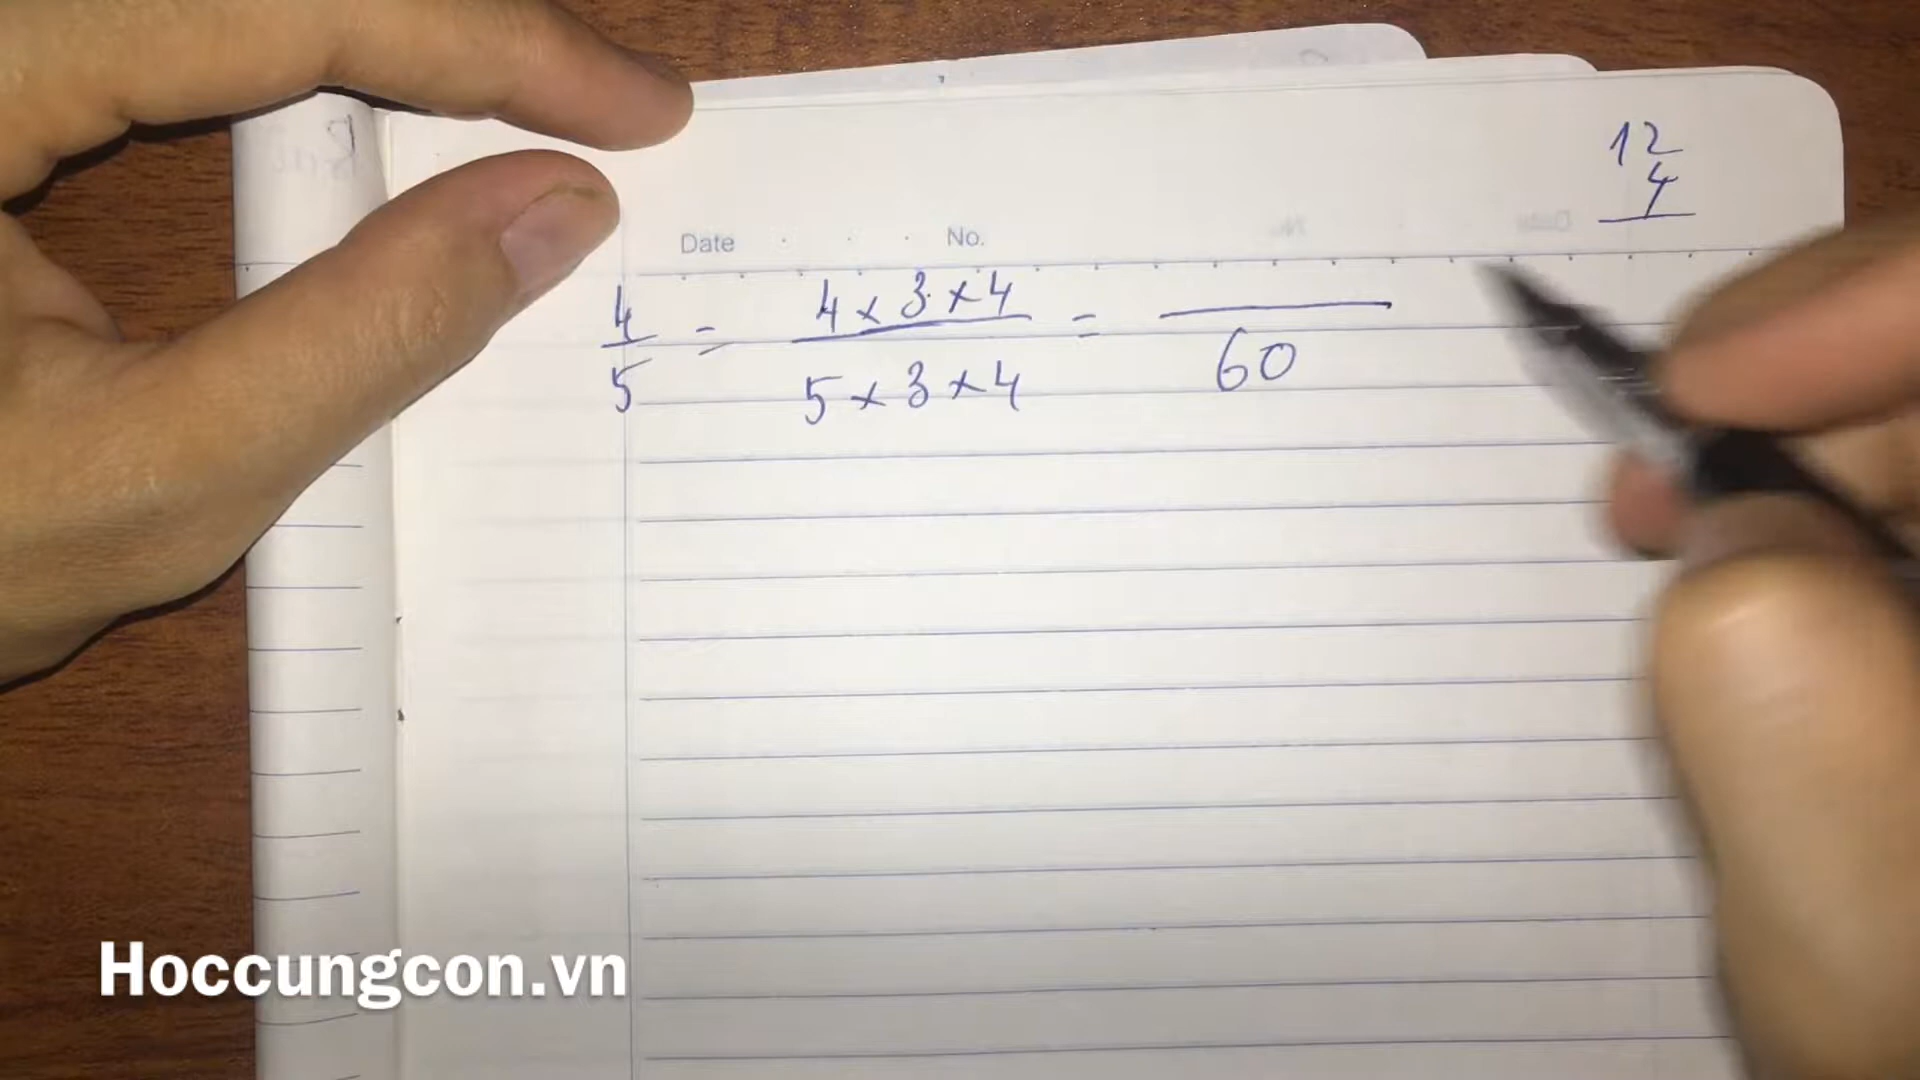 12
4
Date No.
4/5 = 4 x 3 x 4 / 5 x 3 x 4 = / 60
Hoccungcon.vn